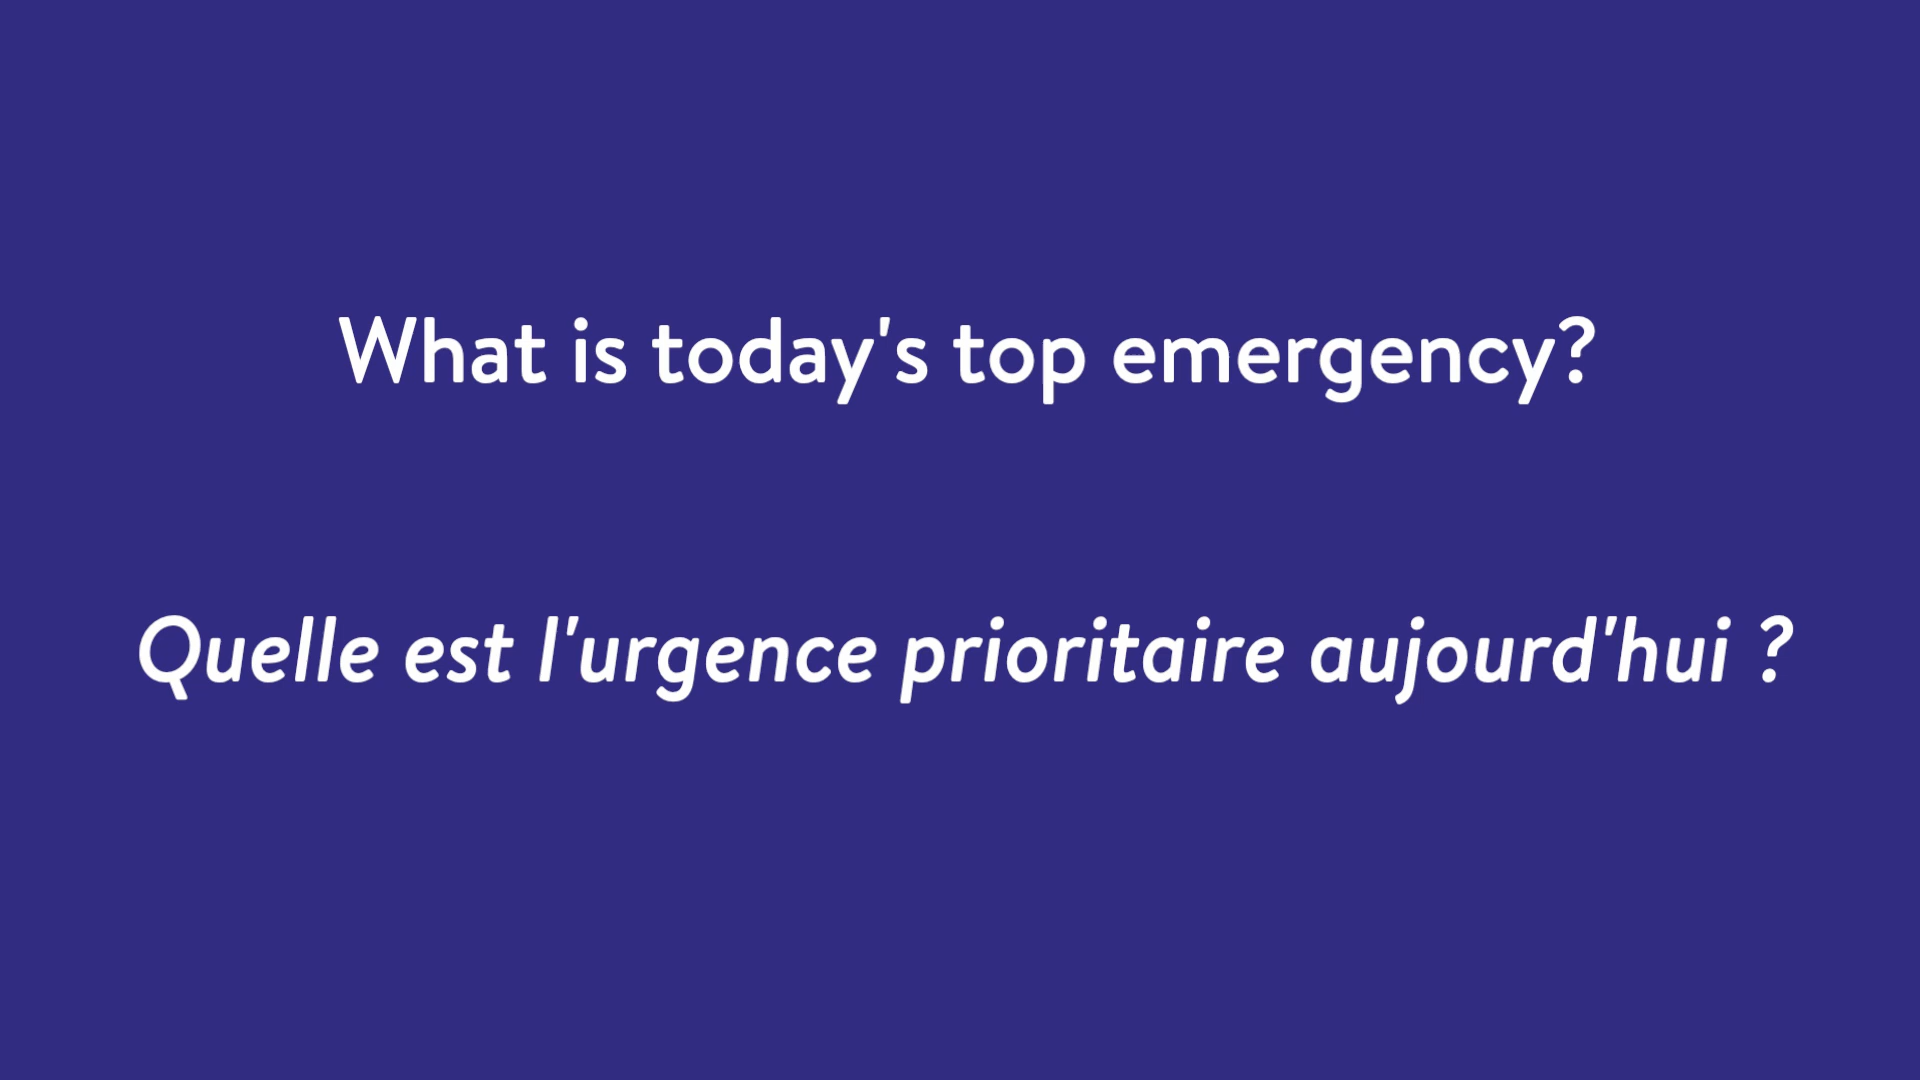 What is today's top emergency?
Quelle est l'urgence prioritaire aujourd'hui ?